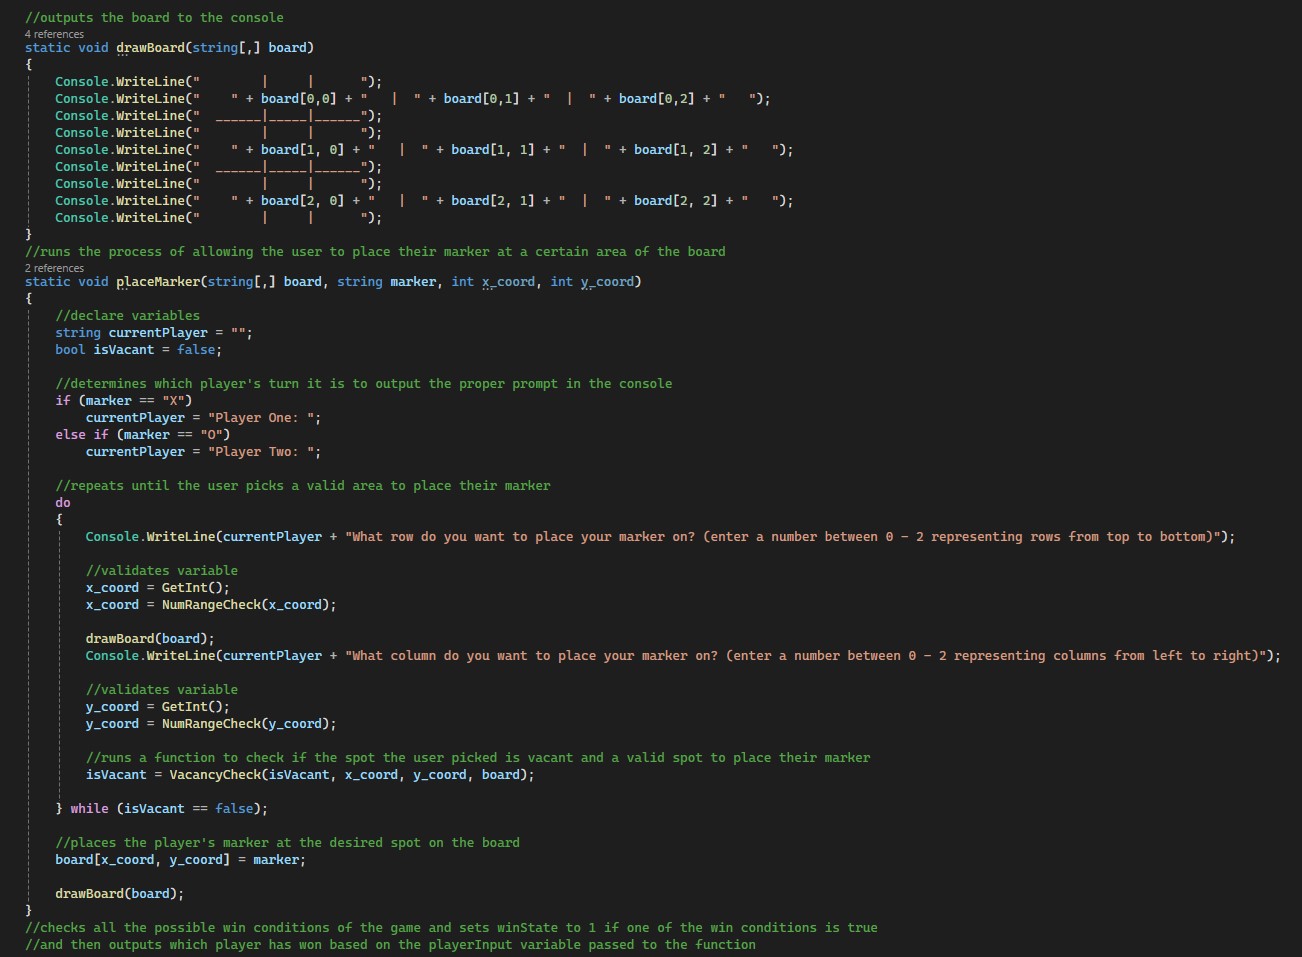 //outputs the board to the console
4 references
static void drawBoard(string[,] board)
{
    Console.WriteLine("        |     |      ");
    Console.WriteLine("    " + board[0,0] + "   |  " + board[0,1] + "  |  " + board[0,2] + "   ");
    Console.WriteLine("  ______|_____|______");
    Console.WriteLine("        |     |      ");
    Console.WriteLine("    " + board[1, 0] + "   |  " + board[1, 1] + "  |  " + board[1, 2] + "   ");
    Console.WriteLine("  ______|_____|______");
    Console.WriteLine("        |     |      ");
    Console.WriteLine("    " + board[2, 0] + "   |  " + board[2, 1] + "  |  " + board[2, 2] + "   ");
    Console.WriteLine("        |     |      ");
}
//runs the process of allowing the user to place their marker at a certain area of the board
2 references
static void placeMarker(string[,] board, string marker, int x_coord, int y_coord)
{
    //declare variables
    string currentPlayer = "";
    bool isVacant = false;

    //determines which player's turn it is to output the proper prompt in the console
    if (marker == "X")
        currentPlayer = "Player One: ";
    else if (marker == "O")
        currentPlayer = "Player Two: ";

    //repeats until the user picks a valid area to place their marker
    do
    {
        Console.WriteLine(currentPlayer + "What row do you want to place your marker on? (enter a number between 0 - 2 representing rows from top to bottom)");

        //validates variable
        x_coord = GetInt();
        x_coord = NumRangeCheck(x_coord);

        drawBoard(board);
        Console.WriteLine(currentPlayer + "What column do you want to place your marker on? (enter a number between 0 - 2 representing columns from left to right)");

        //validates variable
        y_coord = GetInt();
        y_coord = NumRangeCheck(y_coord);

        //runs a function to check if the spot the user picked is vacant and a valid spot to place their marker
        isVacant = VacancyCheck(isVacant, x_coord, y_coord, board);

    } while (isVacant == false);

    //places the player's marker at the desired spot on the board
    board[x_coord, y_coord] = marker;

    drawBoard(board);
}
//checks all the possible win conditions of the game and sets winState to 1 if one of the win conditions is true
//and then outputs which player has won based on the playerInput variable passed to the function